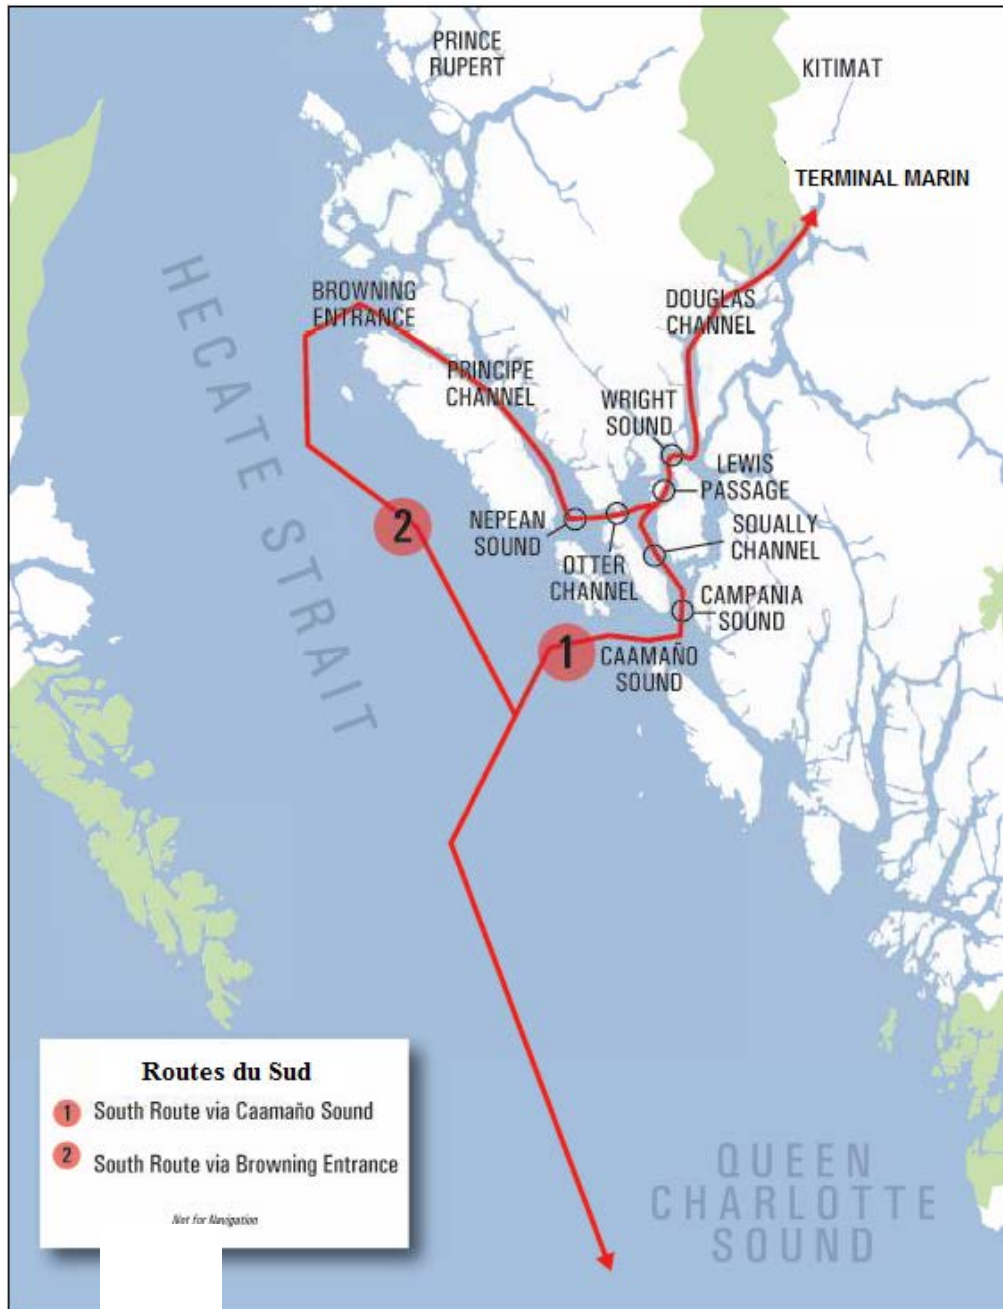 PRINCE
RUPERT
KITIMAT
TERMINAL MARIN
HECATE STRAIT
BROWNING
ENTRANCE
DOUGLAS
CHANNEL
PRINCIPE
CHANNEL
WRIGHT
SOUND
LEWIS
PASSAGE
2
NEPEAN
SOUND
OTTER
CHANNEL
SQUALLY
CHANNEL
CAMPANIA
SOUND
1
CAAMAÑO
SOUND
Routes du Sud
1 South Route via Caamaño Sound
2 South Route via Browning Entrance
Not for Navigation
QUEEN
CHARLOTTE
SOUND